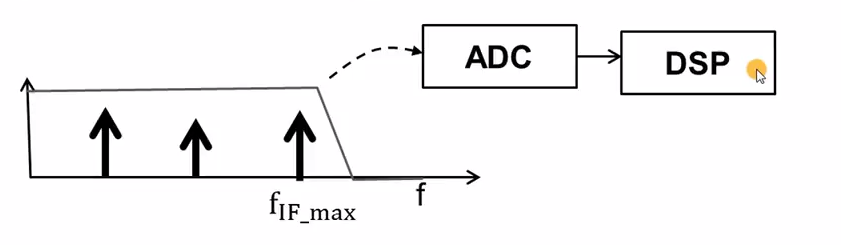 ADC
DSP
f
f_IF_max